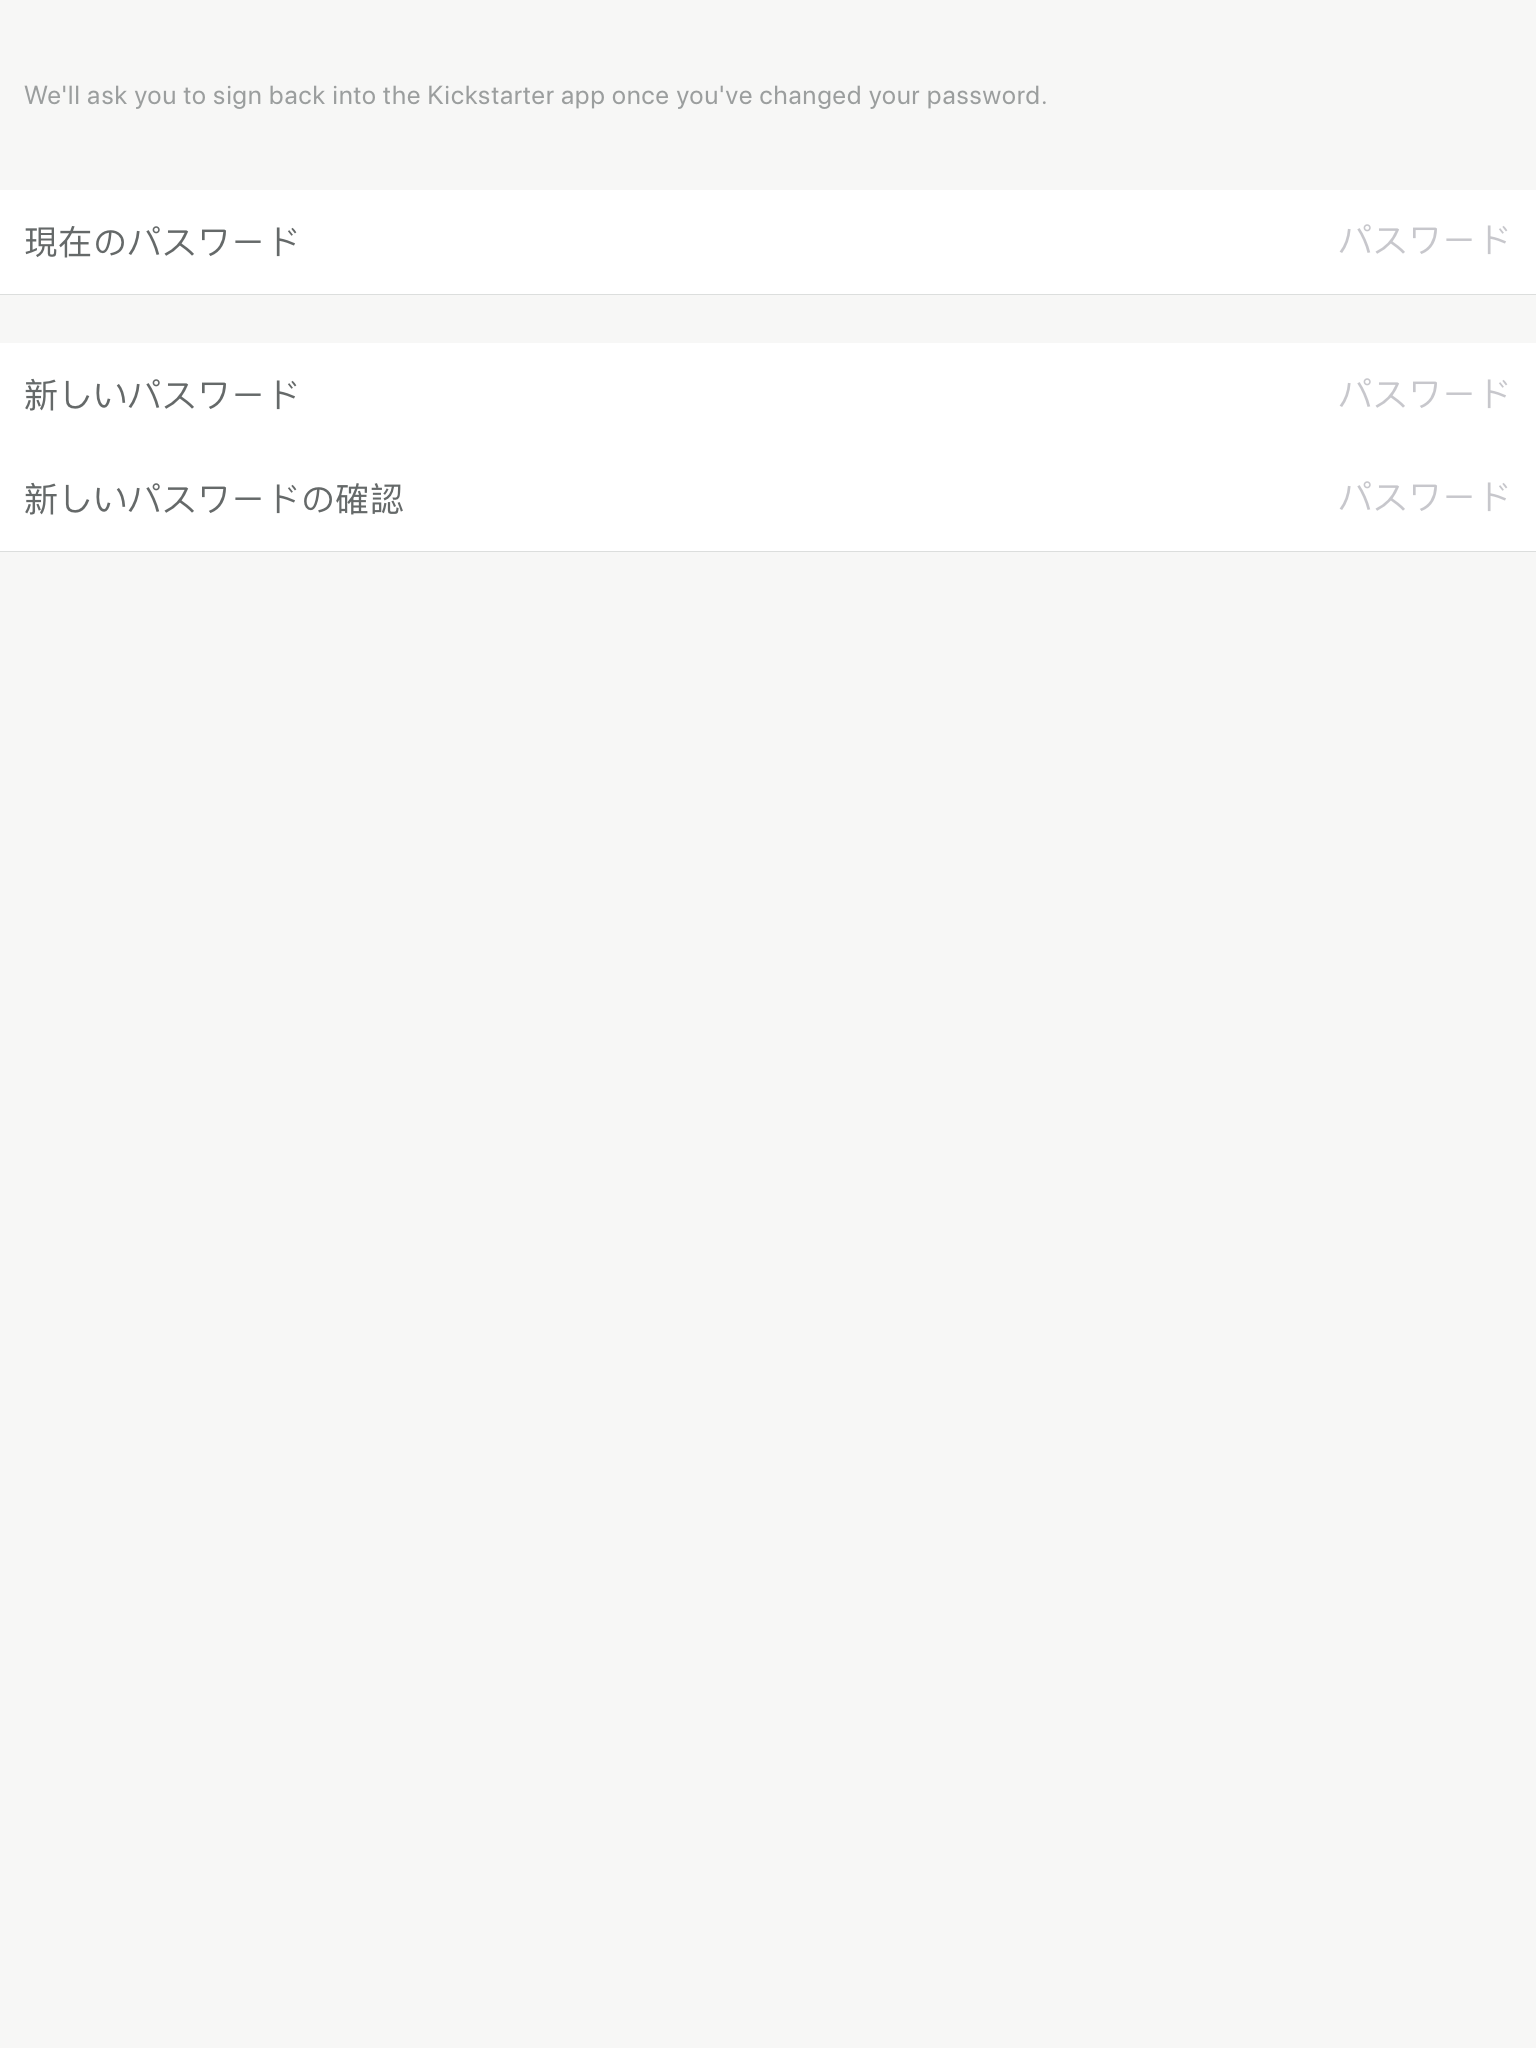 We'll ask you to sign back into the Kickstarter app once you've changed your password.
現在のパスワード パスワード
新しいパスワード パスワード
新しいパスワードの確認 パスワード